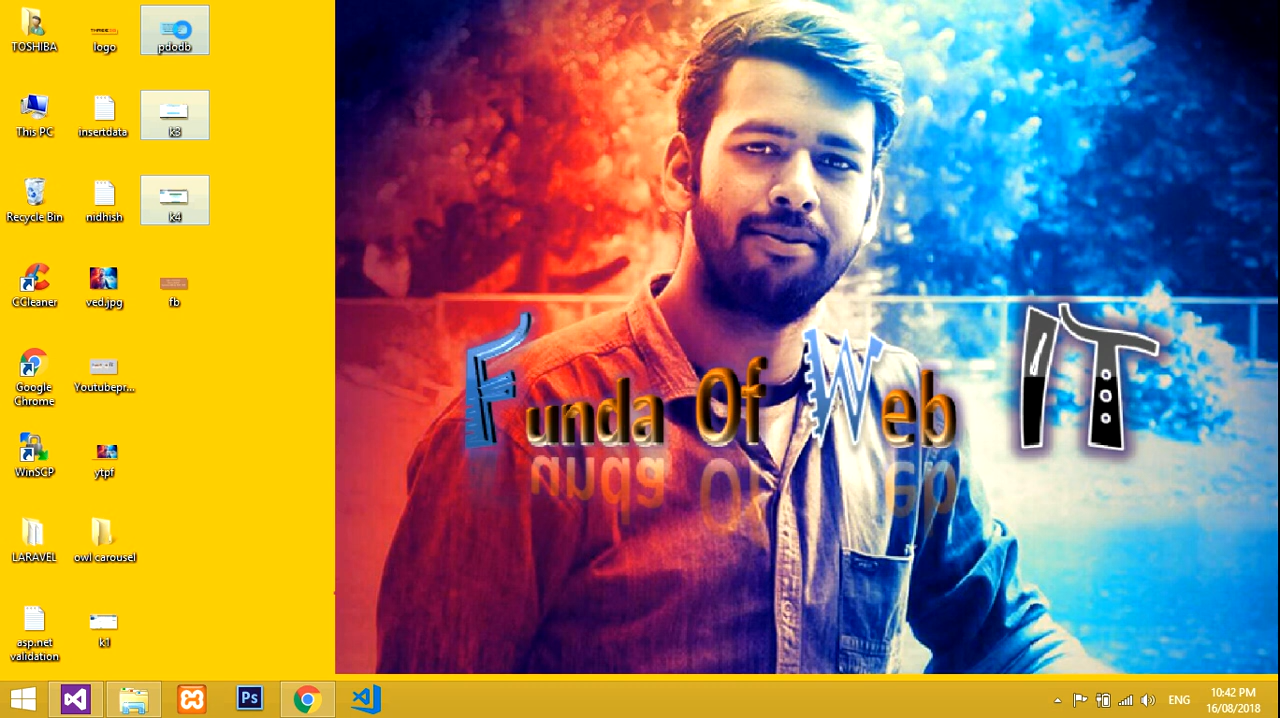 TOSHIBA
logo
pdodb
This PC
insertdata
k3
Recycle Bin
nidhish
k4
CCleaner
ved.jpg
fb
Google
Chrome
Youtubepr...
WinSCP
ytpf
LARAVEL
owl carousel
asp.net
validation
k1
Funda Of Web IT
Ps
ENG
10:42 PM
16/08/2018